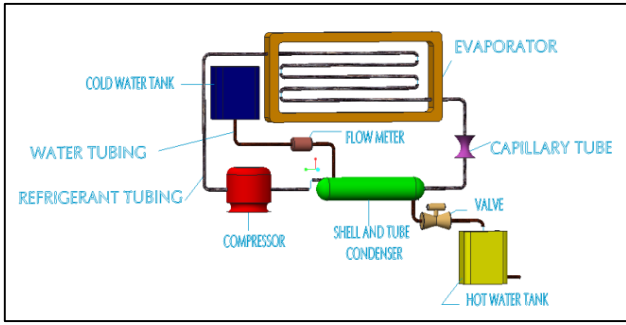 EVAPORATOR
COLD WATER TANK
FLOW METER
WATER TUBING
CAPILLARY TUBE
REFRIGERANT TUBING
VALVE
COMPRESSOR
SHELL AND TUBE
CONDENSER
HOT WATER TANK